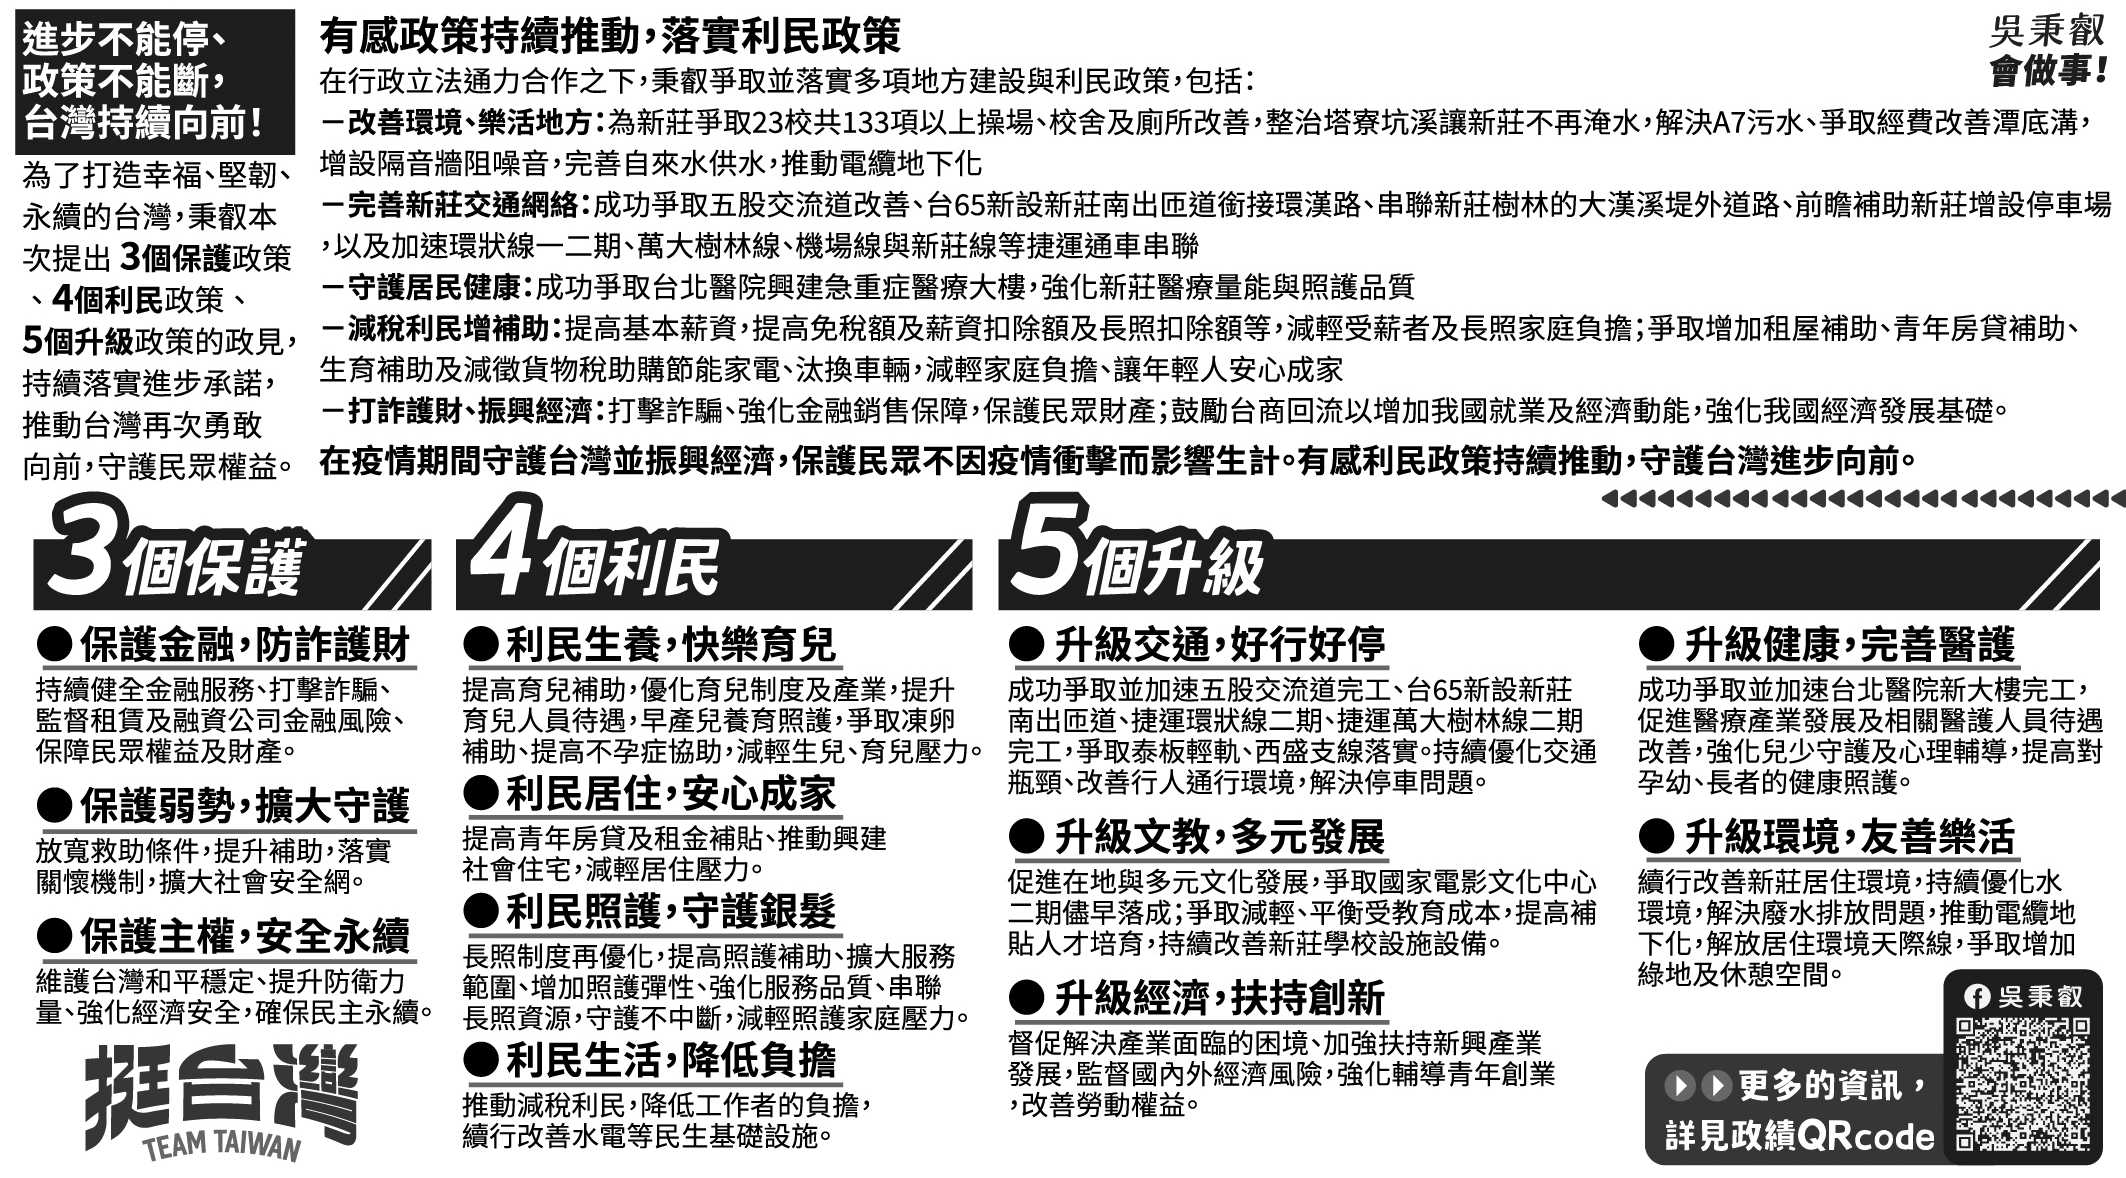 進步不能停、
政策不能斷，
台灣持續向前！
為了打造幸福、堅韌、
永續的台灣，秉叡本
次提出 3個保護政策
、4個利民政策、
5個升級政策的政見，
持續落實進步承諾，
推動台灣再次勇敢
向前，守護民眾權益。
有感政策持續推動，落實利民政策
在行政立法通力合作之下，秉叡爭取並落實多項地方建設與利民政策，包括：
－改善環境、樂活地方：為新莊爭取23校共133項以上操場、校舍及廁所改善，整治塔寮坑溪讓新莊不再淹水，解決A7污水、爭取經費改善潭底溝，
增設隔音牆阻噪音，完善自來水供水，推動電纜地下化
－完善新莊交通網絡：成功爭取五股交流道改善、台65新設新莊南出匝道銜接環漢路、串聯新莊樹林的大漢溪堤外道路、前瞻補助新莊增設停車場
，以及加速環狀線一二期、萬大樹林線、機場線與新莊線等捷運通車串聯
－守護居民健康：成功爭取台北醫院興建急重症醫療大樓，強化新莊醫療量能與照護品質
－減稅利民增補助：提高基本薪資，提高免稅額及薪資扣除額及長照扣除額等，減輕受薪者及長照家庭負擔；爭取增加租屋補助、青年房貸補助、
生育補助及減徵貨物稅助購節能家電、汰換車輛，減輕家庭負擔、讓年輕人安心成家
－打詐護財、振興經濟：打擊詐騙、強化金融銷售保障，保護民眾財產；鼓勵台商回流以增加我國就業及經濟動能，強化我國經濟發展基礎。
在疫情期間守護台灣並振興經濟，保護民眾不因疫情衝擊而影響生計。有感利民政策持續推動，守護台灣進步向前。
吳秉叡
會做事！
3個保護
● 保護金融，防詐護財
持續健全金融服務、打擊詐騙、
監督租賃及融資公司金融風險、
保障民眾權益及財產。
● 保護弱勢，擴大守護
放寬救助條件，提升補助，落實
關懷機制，擴大社會安全網。
● 保護主權，安全永續
維護台灣和平穩定、提升防衛力
量、強化經濟安全，確保民主永續。
挺台灣
TEAM TAIWAN
4個利民
● 利民生養，快樂育兒
提高育兒補助，優化育兒制度及產業，提升
育兒人員待遇，早產兒養育照護，爭取凍卵
補助、提高不孕症協助，減輕生兒、育兒壓力。
● 利民居住，安心成家
提高青年房貸及租金補貼、推動興建
社會住宅，減輕居住壓力。
● 利民照護，守護銀髮
長照制度再優化，提高照護補助、擴大服務
範圍、增加照護彈性、強化服務品質、串聯
長照資源，守護不中斷，減輕照護家庭壓力。
● 利民生活，降低負擔
推動減稅利民，降低工作者的負擔，
續行改善水電等民生基礎設施。
5個升級
● 升級交通，好行好停
成功爭取並加速五股交流道完工、台65新設新莊
南出匝道、捷運環狀線二期、捷運萬大樹林線二期
完工，爭取泰板輕軌、西盛支線落實。持續優化交通
瓶頸、改善行人通行環境，解決停車問題。
● 升級文教，多元發展
促進在地與多元文化發展，爭取國家電影文化中心
二期儘早落成；爭取減輕、平衡受教育成本，提高補
貼人才培育，持續改善新莊學校設施設備。
● 升級經濟，扶持創新
督促解決產業面臨的困境、加強扶持新興產業
發展，監督國內外經濟風險，強化輔導青年創業
，改善勞動權益。
● 升級健康，完善醫護
成功爭取並加速台北醫院新大樓完工，
促進醫療產業發展及相關醫護人員待遇
改善，強化兒少守護及心理輔導，提高對
孕幼、長者的健康照護。
● 升級環境，友善樂活
續行改善新莊居住環境，持續優化水
環境，解決廢水排放問題，推動電纜地
下化，解放居住環境天際線，爭取增加
綠地及休憩空間。
吳秉叡
更多的資訊，
詳見政績QRcode